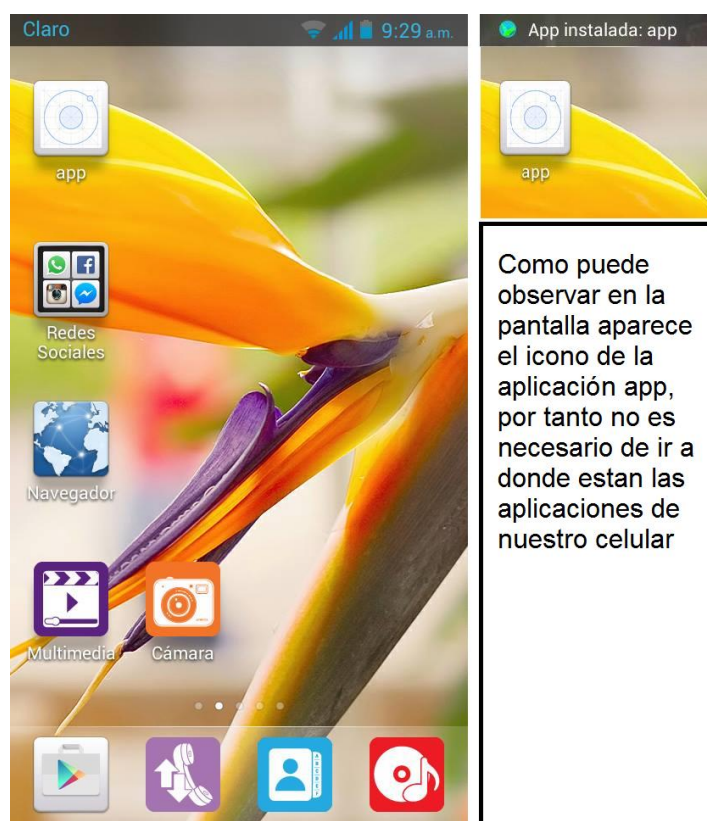 Claro
9:29 a.m.
app
Redes
Sociales
Navegador
Multimedia
Cámara
App instalada: app
app
Como puede
observar en la
pantalla aparece
el icono de la
aplicación app,
por tanto no es
necesario de ir a
donde estan las
aplicaciones de
nuestro celular